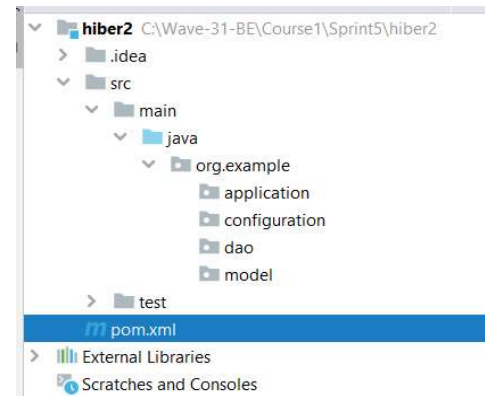 hiber2 C:\Wave-31-BE\Course1\Sprint5\hiber2
.idea
src
main
java
org.example
application
configuration
dao
model
test
m pom.xml
External Libraries
Scratches and Consoles